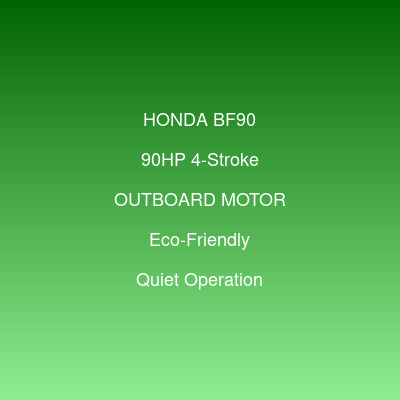 HONDA BF90
90HP 4-Stroke
OUTBOARD MOTOR
Eco-Friendly
Quiet Operation